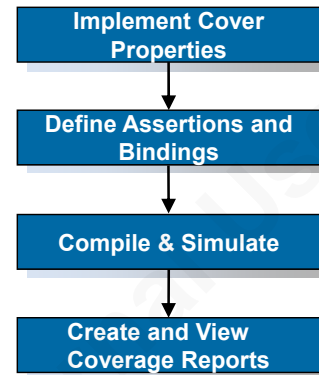 Implement Cover
Properties
Define Assertions and
Bindings
Compile & Simulate
Create and View
Coverage Reports